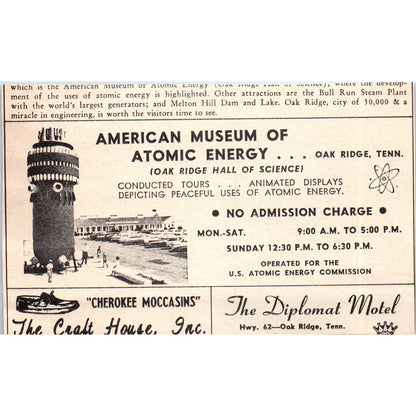 which is the American Museum of Atomic Energy (Oak Ridge Hall of Science), where the develop-
ment of the uses of atomic energy is highlighted. Other attractions are the Bull Run Steam Plant
with the world's largest generators; and Melton Hill Dam and Lake. Oak Ridge, city of 30,000 & a
miracle in engineering, is worth the visitors time to see.
AMERICAN MUSEUM OF
ATOMIC ENERGY . . . OAK RIDGE, TENN.
(OAK RIDGE HALL OF SCIENCE)
CONDUCTED TOURS . . . ANIMATED DISPLAYS
DEPICTING PEACEFUL USES OF ATOMIC ENERGY.
● NO ADMISSION CHARGE ●
MON.-SAT. 9:00 A.M. TO 5:00 P.M.
SUNDAY 12:30 P.M. TO 6:30 P.M.
OPERATED FOR THE
U.S. ATOMIC ENERGY COMMISSION
"CHEROKEE MOCCASINS"
The Craft House, Inc.
The Diplomat Motel
Hwy. 62—Oak Ridge, Tenn.